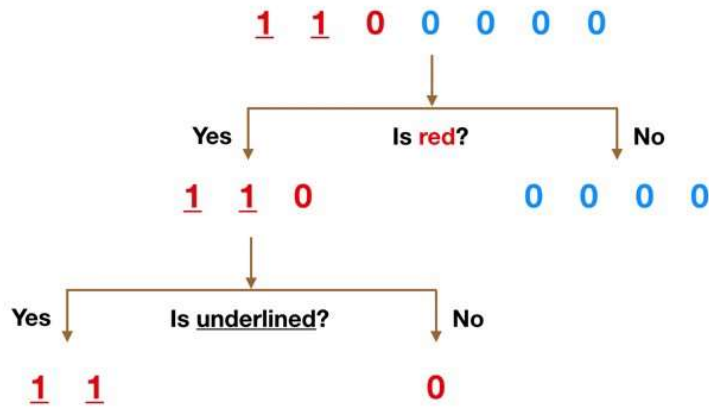 1 1 0 0 0 0 0
Yes Is red? No
1 1 0 0 0 0 0
Yes Is underlined? No
1 1 0